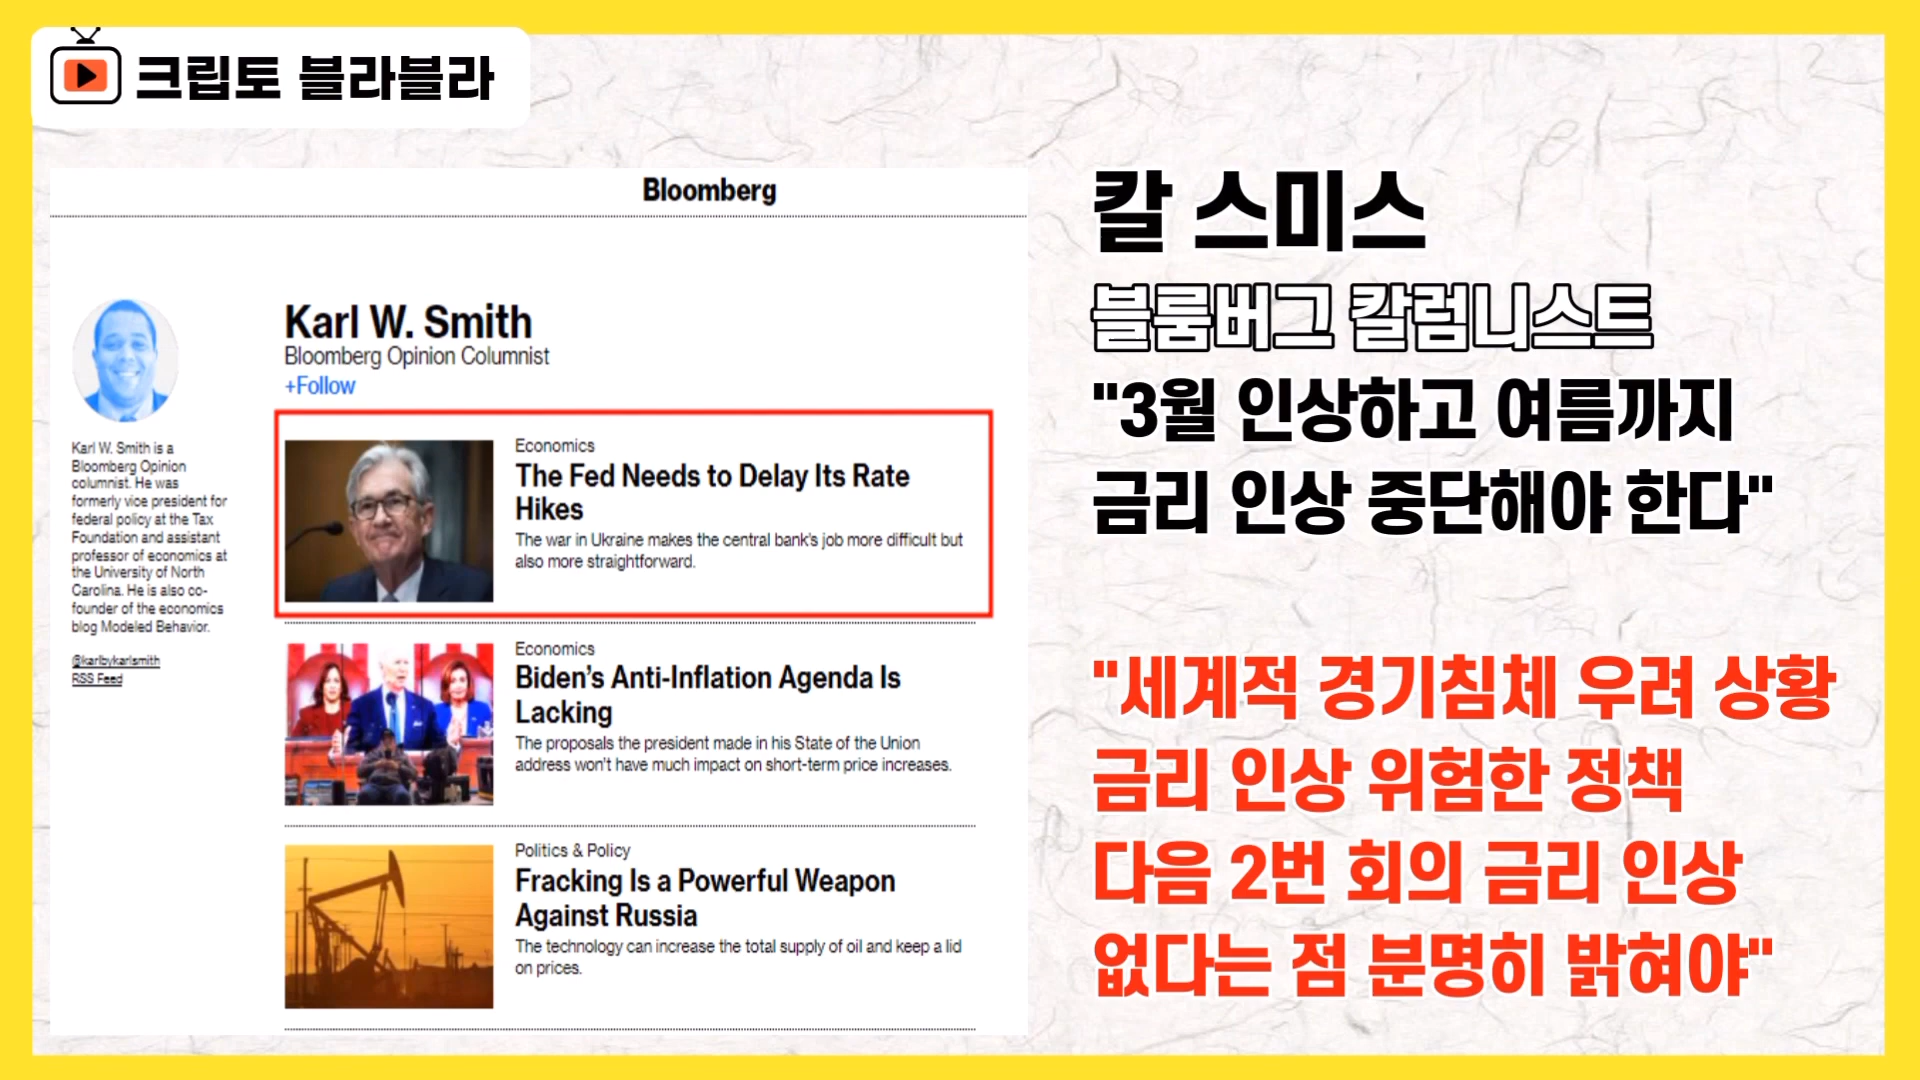 크립토 블라블라
Bloomberg
Karl W. Smith
Bloomberg Opinion Columnist
+Follow
Karl W. Smith is a
Bloomberg Opinion
columnist. He was
formerly vice president for
federal policy at the Tax
Foundation and assistant
professor of economics at
the University of North
Carolina. He is also co-
founder of the economics
blog Modeled Behavior.
@karlbykarlsmith
RSS Feed
Economics
The Fed Needs to Delay Its Rate
Hikes
The war in Ukraine makes the central bank's job more difficult but
also more straightforward.
Economics
Biden's Anti-Inflation Agenda Is
Lacking
The proposals the president made in his State of the Union
address won't have much impact on short-term price increases.
Politics & Policy
Fracking Is a Powerful Weapon
Against Russia
The technology can increase the total supply of oil and keep a lid
on prices.
칼 스미스
블룸버그 칼럼니스트
"3월 인상하고 여름까지
금리 인상 중단해야 한다"
"세계적 경기침체 우려 상황
금리 인상 위험한 정책
다음 2번 회의 금리 인상
없다는 점 분명히 밝혀야"